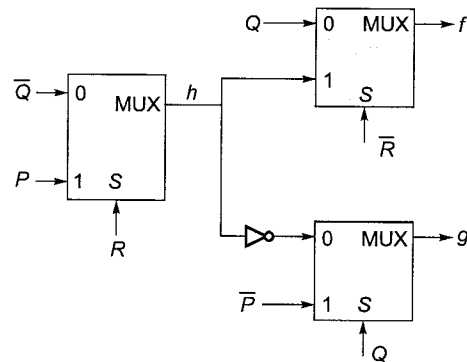 Q 0 MUX f
1 S
R̅
Q̅ 0 MUX h
P 1 S
R
0 MUX g
P̅ 1 S
Q